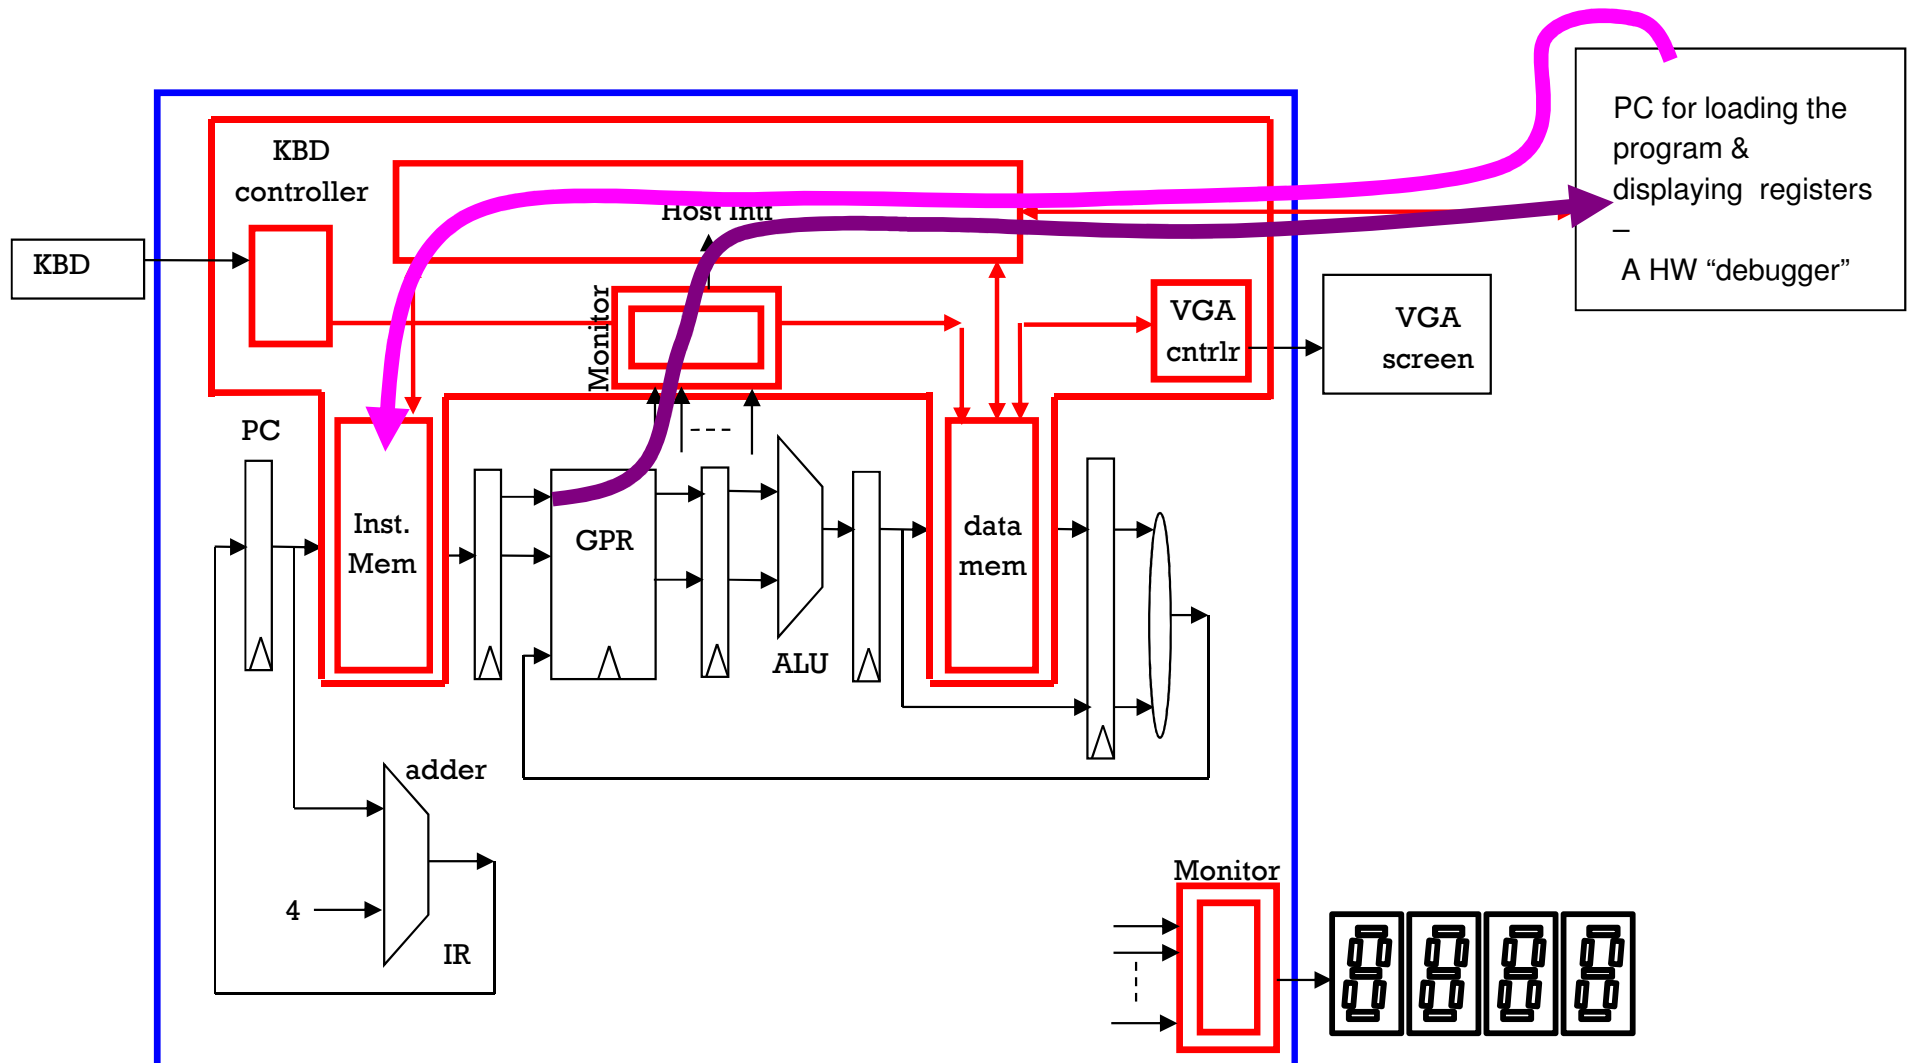 PC for loading the
program &
displaying registers
–
A HW “debugger”
KBD
controller
Host Intf
KBD
Monitor
VGA
cntrlr
VGA
screen
PC
Inst.
Mem
GPR
ALU
data
mem
adder
4
IR
Monitor
8888